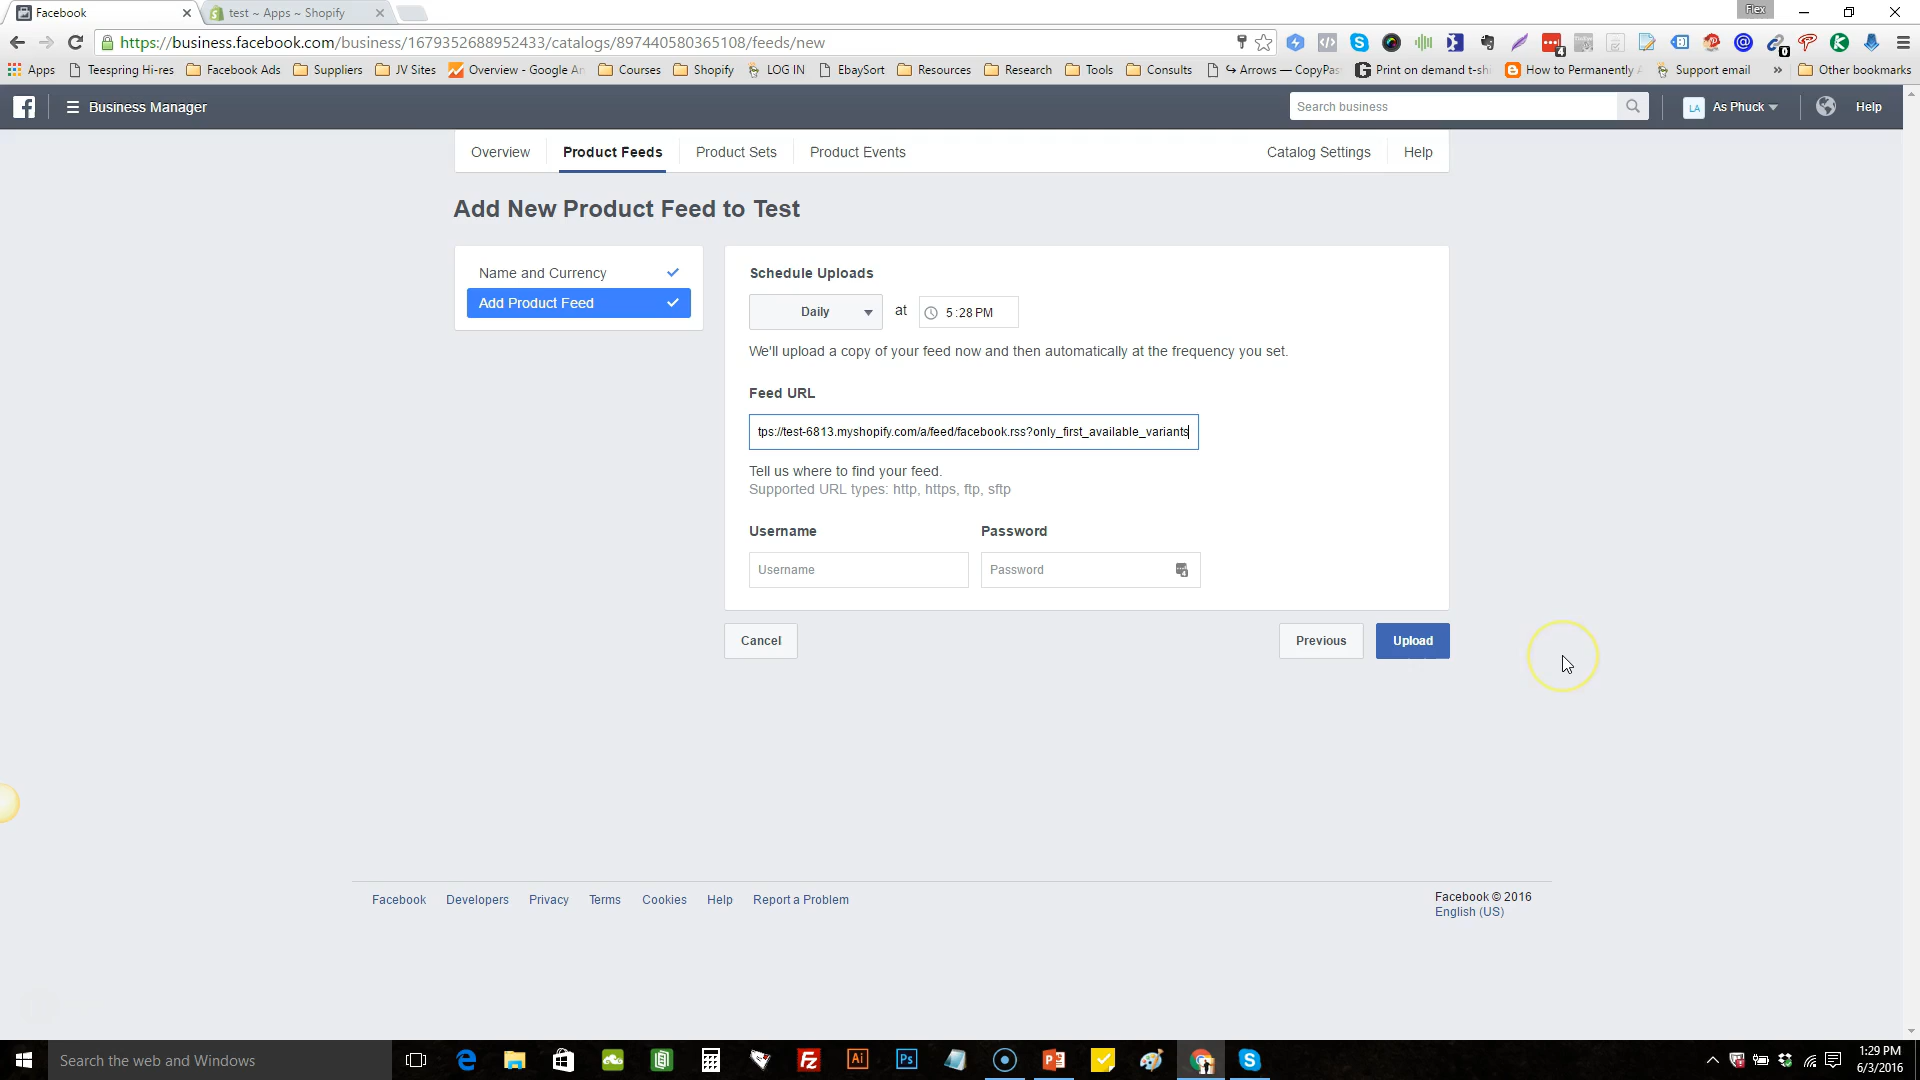 Facebook
test ~ Apps ~ Shopify
Flex
https://business.facebook.com/business/1679352688952433/catalogs/897440580365108/feeds/new
Apps
Teespring Hi-res
Facebook Ads
Suppliers
JV Sites
Overview - Google An
Courses
Shopify
LOG IN
EbaySort
Resources
Research
Tools
Consults
↪ Arrows — CopyPas
Print on demand t-shi
How to Permanently
Support email
»
Other bookmarks
Business Manager
Search business
LA
As Phuck
Help
Overview
Product Feeds
Product Sets
Product Events
Catalog Settings
Help
Add New Product Feed to Test
Name and Currency
Add Product Feed
Schedule Uploads
Daily
at
5:28 PM
We'll upload a copy of your feed now and then automatically at the frequency you set.
Feed URL
tps://test-6813.myshopify.com/a/feed/facebook.rss?only_first_available_variants
Tell us where to find your feed.
Supported URL types: http, https, ftp, sftp
Username
Password
Username
Password
Cancel
Previous
Upload
Facebook
Developers
Privacy
Terms
Cookies
Help
Report a Problem
Facebook © 2016
English (US)
Search the web and Windows
1:29 PM
6/3/2016